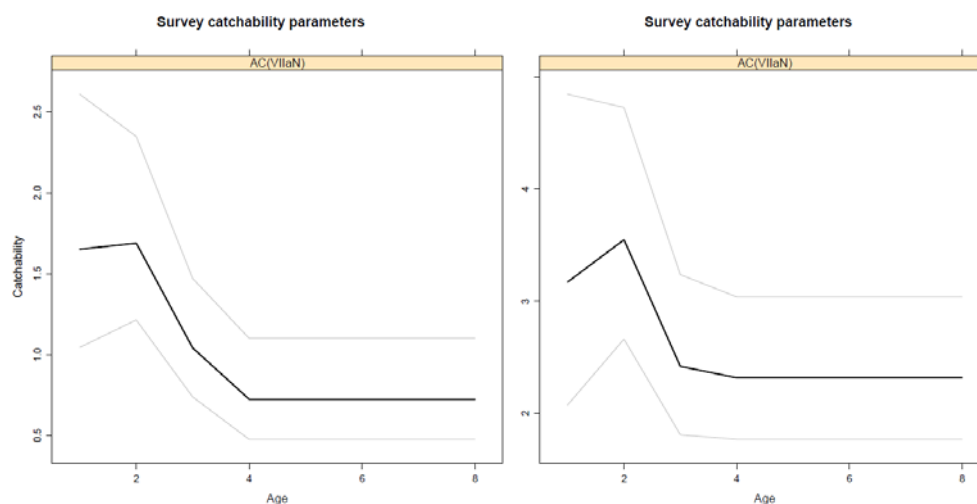 Survey catchability parameters
AC(VIIaN)
Catchability
2.5
2.0
1.5
1.0
0.5
2
4
6
8
Age
Survey catchability parameters
AC(VIIaN)
4
3
2
2
4
6
8
Age